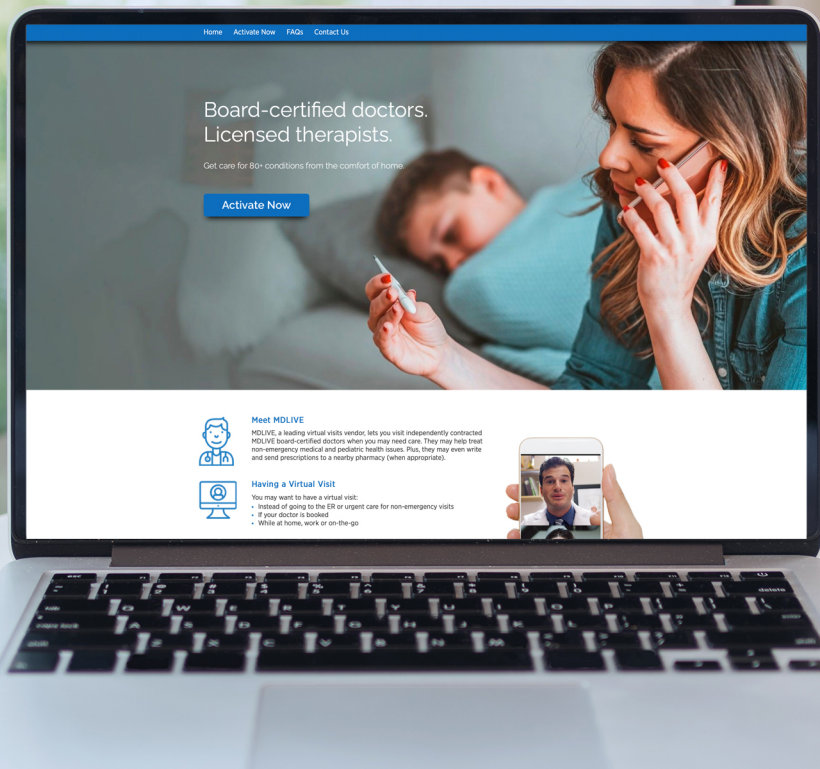 Home Activate Now FAQs Contact Us
Board-certified doctors.
Licensed therapists.
Get care for 80+ conditions from the comfort of home.
Activate Now
Meet MDLIVE
MDLIVE, a leading virtual visits vendor, lets you visit independently contracted
MDLIVE board-certified doctors when you may need care. They may help treat
non-emergency medical and pediatric health issues. Plus, they may even write
and send prescriptions to a nearby pharmacy (when appropriate).
Having a Virtual Visit
You may want to have a virtual visit:
• Instead of going to the ER or urgent care for non-emergency visits
• If your doctor is booked
• While at home, work or on-the-go
delete